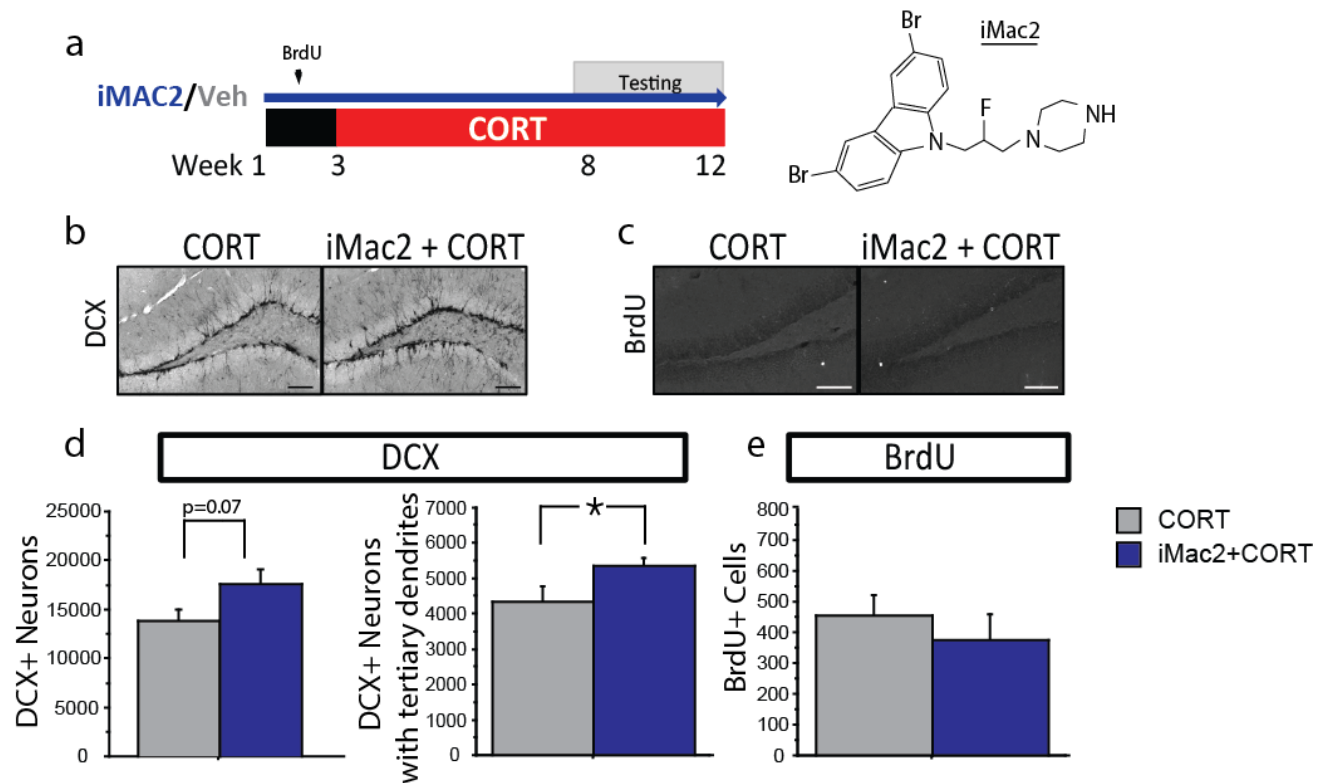 a
BrdU
iMAC2/Veh
Testing
CORT
Week 1 3 8 12
iMac2
Br
F
N
N
NH
Br
b
CORT iMac2 + CORT
DCX
c
CORT iMac2 + CORT
BrdU
d
DCX
DCX+ Neurons
25000
20000
15000
10000
5000
0
p=0.07
DCX+ Neurons
with tertiary dendrites
7000
6000
5000
4000
3000
2000
1000
0
*
e
BrdU
BrdU+ Cells
800
700
600
500
400
300
200
100
0
CORT
iMac2+CORT